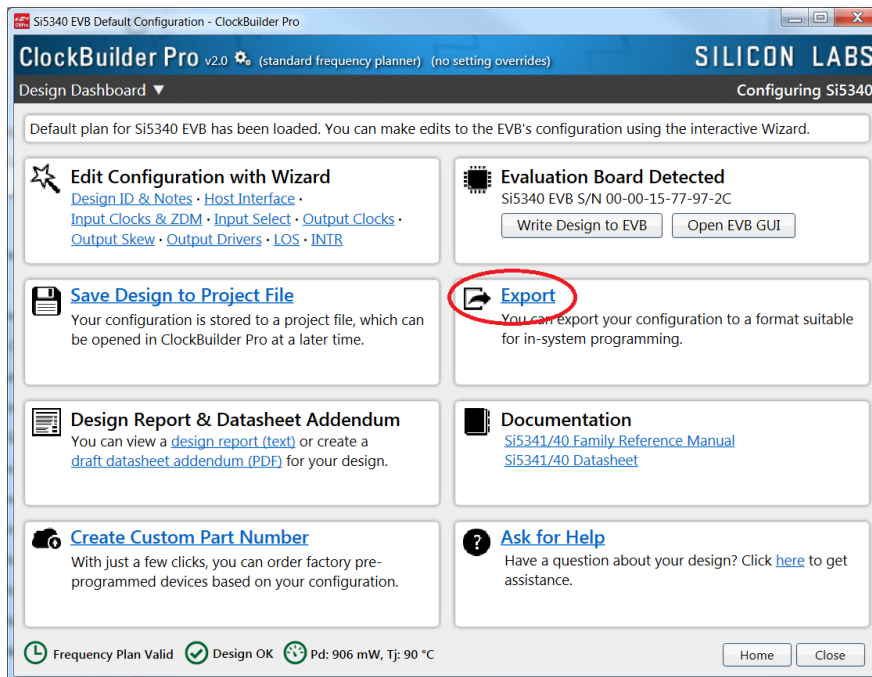 Si5340 EVB Default Configuration - ClockBuilder Pro
ClockBuilder Pro v2.0 (standard frequency planner) (no setting overrides)
SILICON LABS
Design Dashboard ▼
Configuring Si5340
Default plan for Si5340 EVB has been loaded. You can make edits to the EVB's configuration using the interactive Wizard.
Edit Configuration with Wizard
Design ID & Notes · Host Interface ·
Input Clocks & ZDM · Input Select · Output Clocks ·
Output Skew · Output Drivers · LOS · INTR
Evaluation Board Detected
Si5340 EVB S/N 00-00-15-77-97-2C
Write Design to EVB
Open EVB GUI
Save Design to Project File
Your configuration is stored to a project file, which can
be opened in ClockBuilder Pro at a later time.
Export
You can export your configuration to a format suitable
for in-system programming.
Design Report & Datasheet Addendum
You can view a design report (text) or create a
draft datasheet addendum (PDF) for your design.
Documentation
Si5341/40 Family Reference Manual
Si5341/40 Datasheet
Create Custom Part Number
With just a few clicks, you can order factory pre-
programmed devices based on your configuration.
Ask for Help
Have a question about your design? Click here to get
assistance.
Frequency Plan Valid
Design OK
Pd: 906 mW, Tj: 90 °C
Home
Close